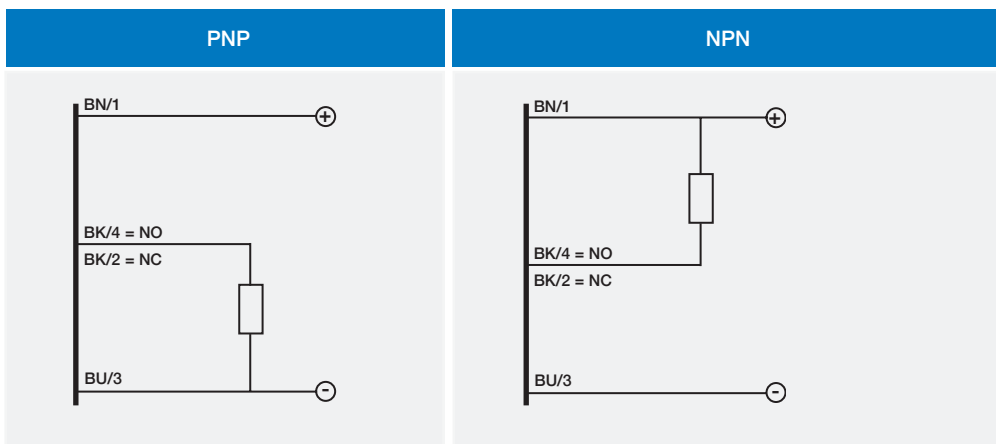 PNP
BN/1
+
BK/4 = NO
BK/2 = NC
BU/3
-
NPN
BN/1
+
BK/4 = NO
BK/2 = NC
BU/3
-